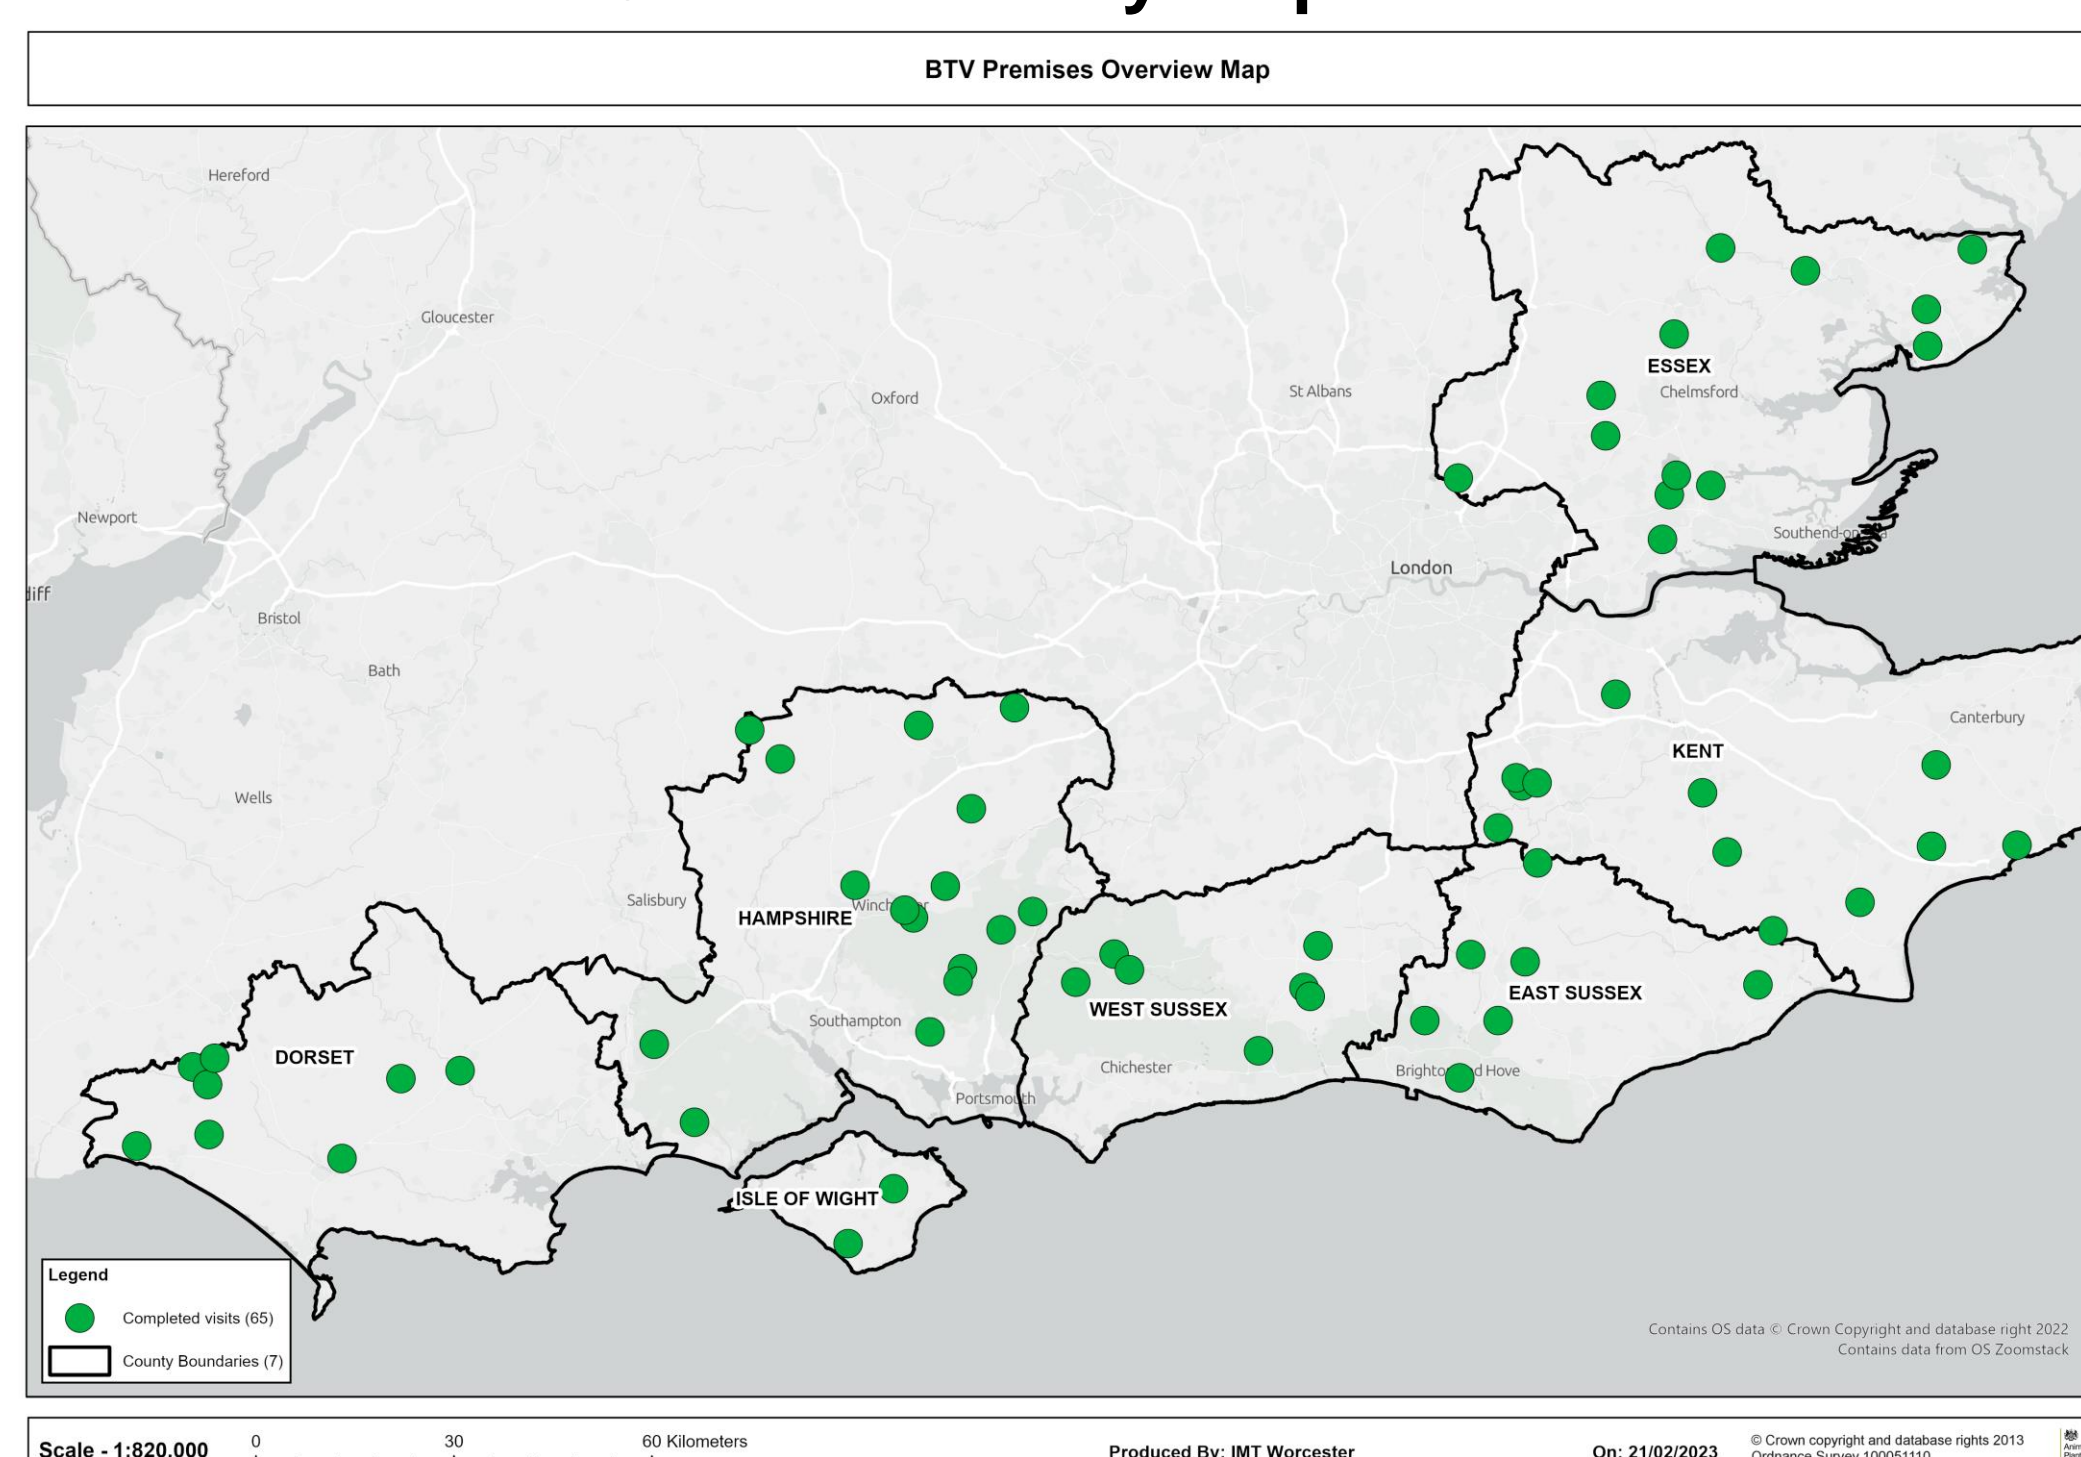 BTV Premises Overview Map
Hereford
Gloucester
Oxford
St Albans
ESSEX
Chelmsford
Newport
Southend-on
London
Bristol
Bath
Canterbury
KENT
Wells
Salisbury
HAMPSHIRE
EAST SUSSEX
WEST SUSSEX
Southampton
DORSET
Chichester
Brighton and Hove
Portsmouth
ISLE OF WIGHT
Legend
Completed visits (65)
County Boundaries (7)
Contains OS data © Crown Copyright and database right 2022
Contains data from OS Zoomstack
Scale - 1:820,000
0 30 60 Kilometers
Produced By: IMT Worcester
On: 21/02/2023
© Crown copyright and database rights 2013
Ordnance Survey 100051110